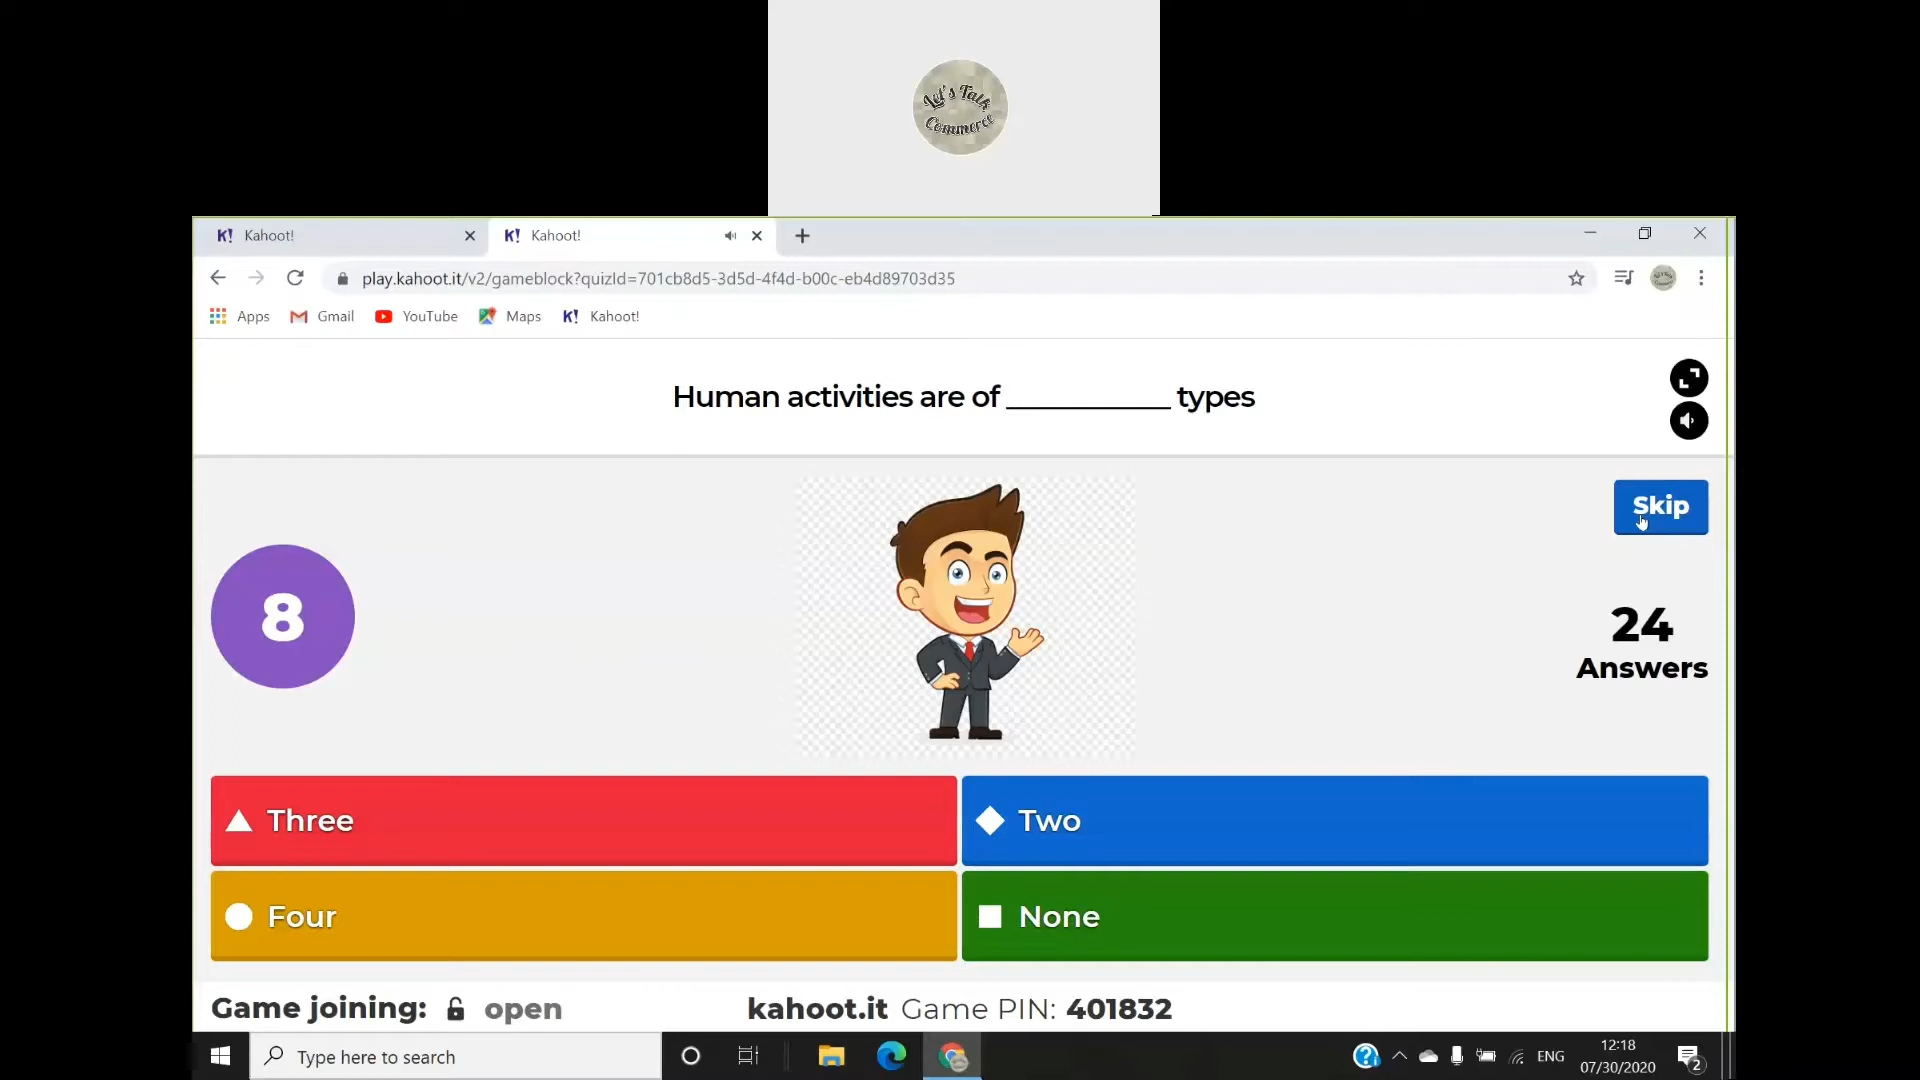 Let's Talk
Commerce
K! Kahoot!
K! Kahoot!
play.kahoot.it/v2/gameblock?quizId=701cb8d5-3d5d-4f4d-b00c-eb4d89703d35
Apps Gmail YouTube Maps K! Kahoot!
Human activities are of ___________ types
Skip
8
24
Answers
Three
Two
Four
None
Game joining: open kahoot.it Game PIN: 401832
Type here to search
ENG
12:18
07/30/2020
2